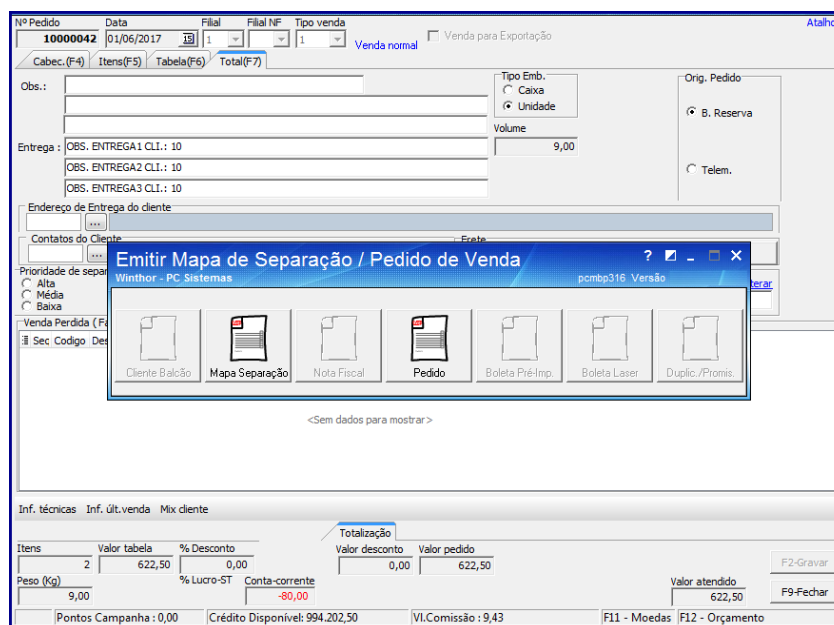 Nº Pedido Data Filial Filial NF Tipo venda Atalho
10000042 01/06/2017 15 1 1 Venda normal Venda para Exportação
Cabec.(F4) Itens(F5) Tabela(F6) Total(F7)
Obs.:
Tipo Emb.
Caixa
Unidade
Orig. Pedido
B. Reserva
Telem.
Volume
9,00
Entrega : OBS. ENTREGA1 CLI.: 10
OBS. ENTREGA2 CLI.: 10
OBS. ENTREGA3 CLI.: 10
Endereço de Entrega do cliente
...
Contatos do Cliente Frete
...
Emitir Mapa de Separação / Pedido de Venda
Winthor - PC Sistemas pcmbp316 Versão
Prioridade de separ
Alta
Média
Baixa
terar
Cliente Balcão Mapa Separação Nota Fiscal Pedido Boleta Pré-Imp. Boleta Laser Duplic./Promis.
Venda Perdida ( Fa
Sec Codigo Des
<Sem dados para mostrar>
Inf. técnicas Inf. últ.venda Mix cliente
Totalização
Itens Valor tabela % Desconto Valor desconto Valor pedido
2 622,50 0,00 0,00 622,50
F2-Gravar
Peso (Kg) % Lucro-ST Conta-corrente Valor atendido
9,00 -80,00 622,50
F9-Fechar
Pontos Campanha : 0,00 Crédito Disponível: 994.202,50 Vl.Comissão : 9,43 F11 - Moedas F12 - Orçamento